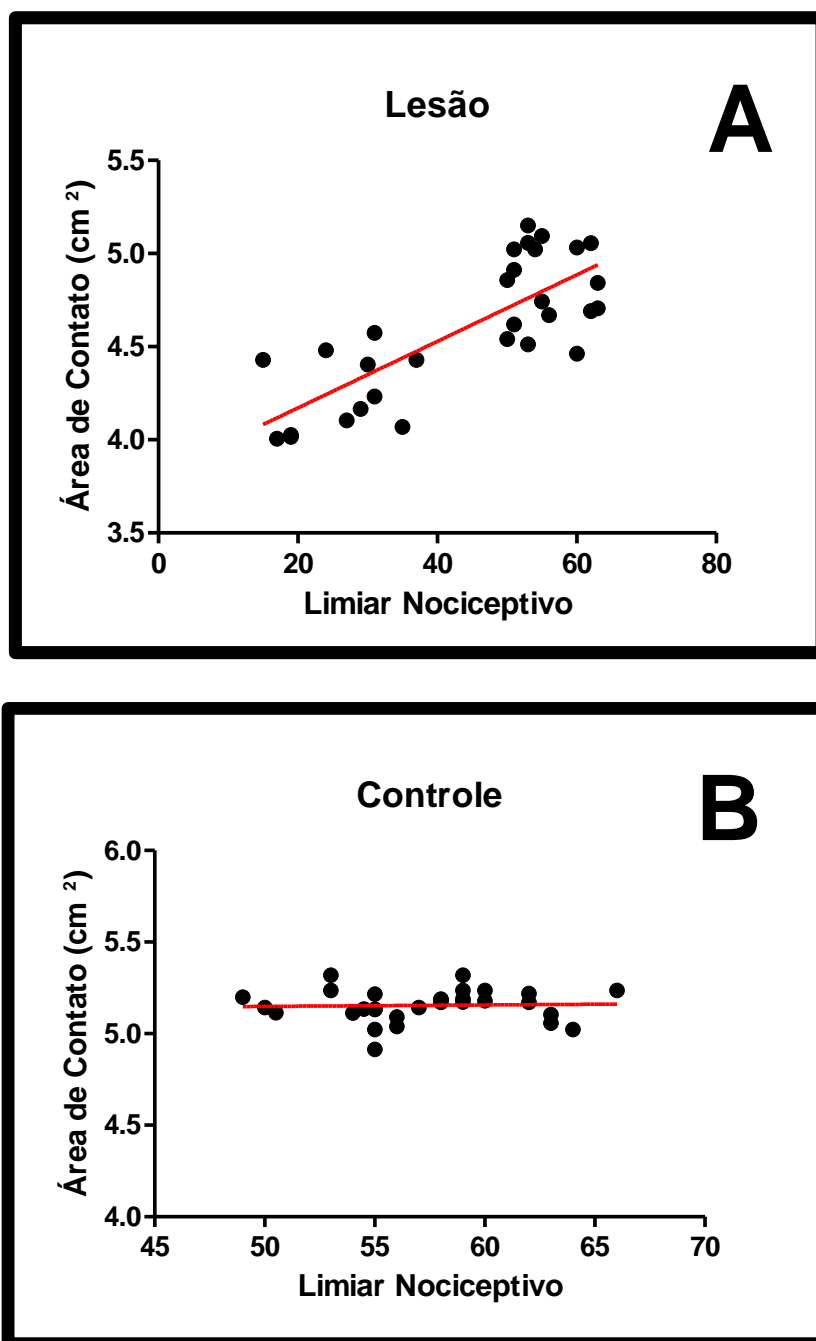 Lesão
A
5.5
5.0
4.5
4.0
3.5
Área de Contato (cm ²)
0 20 40 60 80
Limiar Nociceptivo
Controle
B
6.0
5.5
5.0
4.5
4.0
Área de Contato (cm ²)
45 50 55 60 65 70
Limiar Nociceptivo